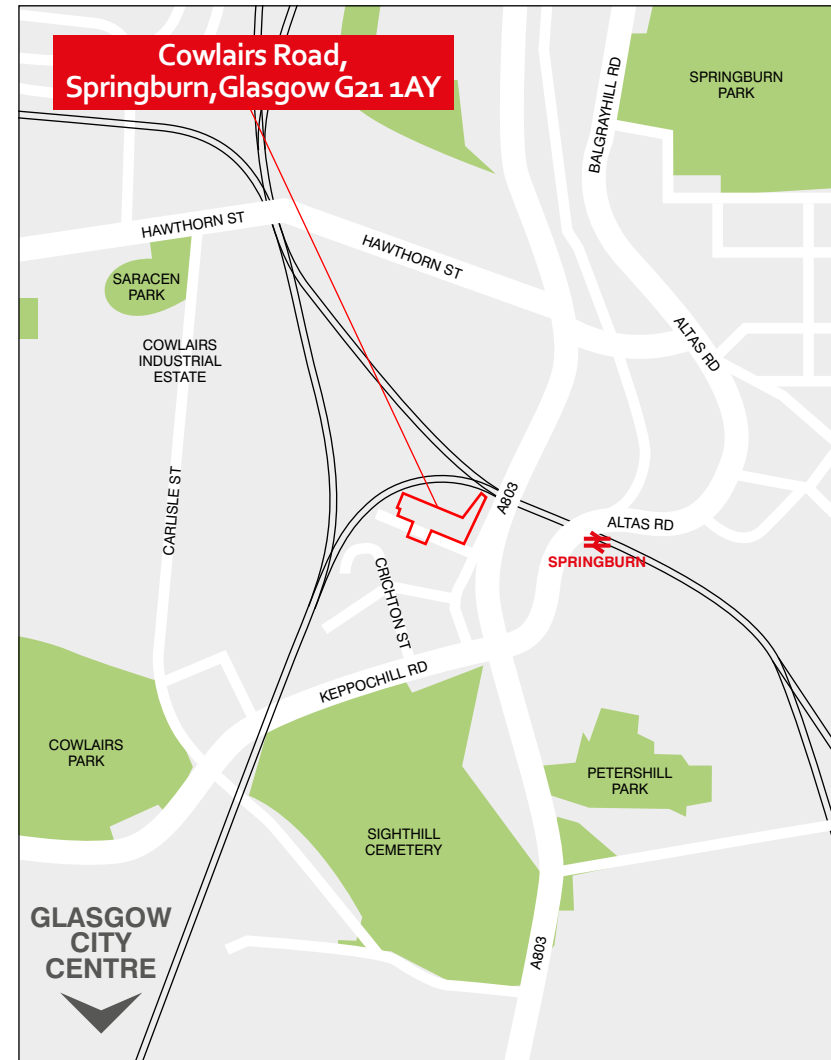 Cowlairs Road,
Springburn,Glasgow G21 1AY
SPRINGBURN
PARK
BALGRAYHILL RD
HAWTHORN ST
HAWTHORN ST
SARACEN
PARK
COWLAIRS
INDUSTRIAL
ESTATE
ALTAS RD
CARLISLE ST
A803
ALTAS RD
SPRINGBURN
CRICHTON ST
KEPPOCHILL RD
COWLAIRS
PARK
PETERSHILL
PARK
SIGHTHILL
CEMETERY
GLASGOW
CITY
CENTRE
A803